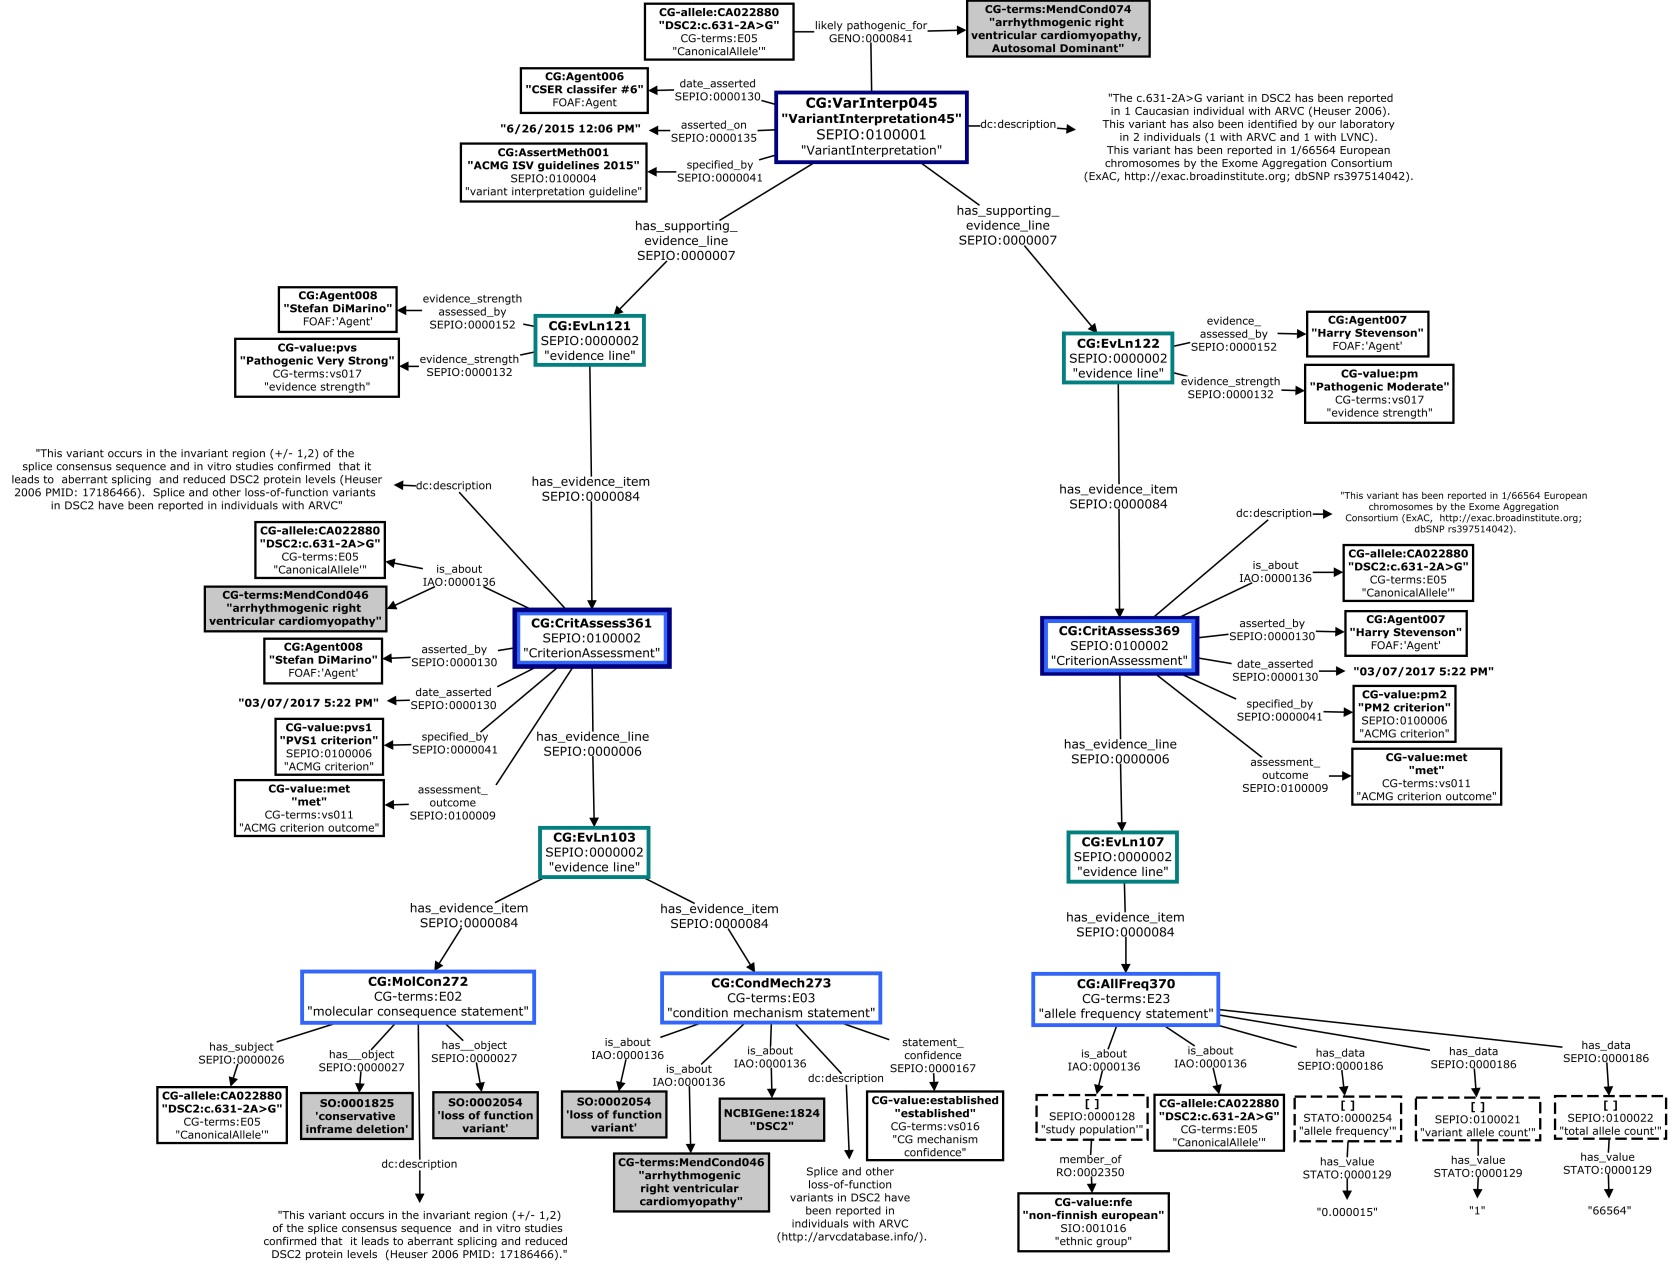 CG-allele:CA022880
"DSC2:c.631-2A>G"
CG-terms:E05
"CanonicalAllele'"
likely pathogenic_for
GENO:0000841
CG-terms:MendCond074
"arrhythmogenic right
ventricular cardiomyopathy,
Autosomal Dominant"
CG:Agent006
"CSER classifer #6"
FOAF:Agent
date_asserted
SEPIO:0000130
"6/26/2015 12:06 PM"
asserted_on
SEPIO:0000135
CG:AssertMeth001
"ACMG ISV guidelines 2015"
SEPIO:0100004
"variant interpretation guideline"
specified_by
SEPIO:0000041
CG:VarInterp045
"VariantInterpretation45"
SEPIO:0100001
"VariantInterpretation"
dc:description
"The c.631-2A>G variant in DSC2 has been reported
in 1 Caucasian individual with ARVC (Heuser 2006).
This variant has also been identified by our laboratory
in 2 individuals (1 with ARVC and 1 with LVNC).
This variant has been reported in 1/66564 European
chromosomes by the Exome Aggregation Consortium
(ExAC, http://exac.broadinstitute.org; dbSNP rs397514042).
has_supporting_
evidence_line
SEPIO:0000007
has_supporting_
evidence_line
SEPIO:0000007
CG:Agent008
"Stefan DiMarino"
FOAF:'Agent'
evidence_strength
assessed_by
SEPIO:0000152
CG-value:pvs
"Pathogenic Very Strong"
CG-terms:vs017
"evidence strength"
evidence_strength
SEPIO:0000132
CG:EvLn121
SEPIO:0000002
"evidence line"
CG:EvLn122
SEPIO:0000002
"evidence line"
evidence_
assessed_by
SEPIO:0000152
CG:Agent007
"Harry Stevenson"
FOAF:'Agent'
evidence_strength
SEPIO:0000132
CG-value:pm
"Pathogenic Moderate"
CG-terms:vs017
"evidence strength"
"This variant occurs in the invariant region (+/- 1,2) of the
splice consensus sequence and in vitro studies confirmed  that it
leads to  aberrant splicing  and reduced DSC2 protein levels (Heuser
2006 PMID: 17186466).  Splice and other loss-of-function variants
in DSC2 have been reported in individuals with ARVC"
dc:description
has_evidence_item
SEPIO:0000084
has_evidence_item
SEPIO:0000084
dc:description
"This variant has been reported in 1/66564 European
chromosomes by the Exome Aggregation
Consortium (ExAC,  http://exac.broadinstitute.org;
dbSNP rs397514042).
CG-allele:CA022880
"DSC2:c.631-2A>G"
CG-terms:E05
"CanonicalAllele'"
is_about
IAO:0000136
CG-terms:MendCond046
"arrhythmogenic right
ventricular cardiomyopathy"
CG:Agent008
"Stefan DiMarino"
FOAF:'Agent'
asserted_by
SEPIO:0000130
"03/07/2017 5:22 PM"
date_asserted
SEPIO:0000130
CG-value:pvs1
"PVS1 criterion"
SEPIO:0100006
"ACMG criterion"
specified_by
SEPIO:0000041
CG-value:met
"met"
CG-terms:vs011
"ACMG criterion outcome"
assessment_
outcome
SEPIO:0100009
CG:CritAssess361
SEPIO:0100002
"CriterionAssessment"
has_evidence_line
SEPIO:0000006
CG:CritAssess369
SEPIO:0100002
"CriterionAssessment"
is_about
IAO:0000136
CG-allele:CA022880
"DSC2:c.631-2A>G"
CG-terms:E05
"CanonicalAllele'"
asserted_by
SEPIO:0000130
CG:Agent007
"Harry Stevenson"
FOAF:'Agent'
date_asserted
SEPIO:0000130
"03/07/2017 5:22 PM"
specified_by
SEPIO:0000041
CG-value:pm2
"PM2 criterion"
SEPIO:0100006
"ACMG criterion"
assessment_
outcome
SEPIO:0100009
CG-value:met
"met"
CG-terms:vs011
"ACMG criterion outcome"
has_evidence_line
SEPIO:0000006
CG:EvLn103
SEPIO:0000002
"evidence line"
CG:EvLn107
SEPIO:0000002
"evidence line"
has_evidence_item
SEPIO:0000084
has_evidence_item
SEPIO:0000084
has_evidence_item
SEPIO:0000084
CG:MolCon272
CG-terms:E02
"molecular consequence statement"
CG:CondMech273
CG-terms:E03
"condition mechanism statement"
CG:AllFreq370
CG-terms:E23
"allele frequency statement"
has_subject
SEPIO:0000026
has__object
SEPIO:0000027
has__object
SEPIO:0000027
CG-allele:CA022880
"DSC2:c.631-2A>G"
CG-terms:E05
"CanonicalAllele'"
SO:0001825
'conservative
inframe deletion'
SO:0002054
'loss of function
variant'
dc:description
"This variant occurs in the invariant region (+/- 1,2)
of the splice consensus sequence  and in vitro studies
confirmed that  it leads to aberrant splicing and reduced
DSC2 protein levels  (Heuser 2006 PMID: 17186466)."
is_about
IAO:0000136
is_about
IAO:0000136
is_about
IAO:0000136
dc:description
statement_
confidence
SEPIO:0000167
SO:0002054
'loss of function
variant'
CG-terms:MendCond046
"arrhythmogenic
right ventricular
cardiomyopathy"
NCBIGene:1824
"DSC2"
Splice and other
loss-of-function
variants in DSC2 have
been reported in
individuals with ARVC
(http://arvcdatabase.info/).
CG-value:established
"established"
CG-terms:vs016
"CG mechanism
confidence"
is_about
IAO:0000136
is_about
IAO:0000136
has_data
SEPIO:0000186
has_data
SEPIO:0000186
has_data
SEPIO:0000186
[ ]
SEPIO:0000128
"study population'"
CG-allele:CA022880
"DSC2:c.631-2A>G"
CG-terms:E05
"CanonicalAllele'"
[ ]
STATO:0000254
"allele frequency'"
[ ]
SEPIO:0100021
"variant allele count'"
[ ]
SEPIO:0100022
"total allele count'"
member_of
RO:0002350
has_value
STATO:0000129
has_value
STATO:0000129
has_value
STATO:0000129
CG-value:nfe
"non-finnish european"
SIO:001016
"ethnic group"
"0.000015"
"1"
"66564"